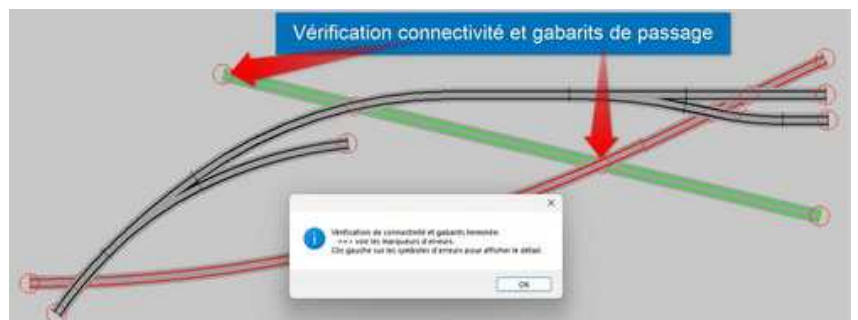 Vérification connectivité et gabarits de passage
Vérification de connectivité et gabarits terminée.
==> voir les marqueurs d'erreurs.
Clic gauche sur les symboles d'erreurs pour afficher le détail.
OK